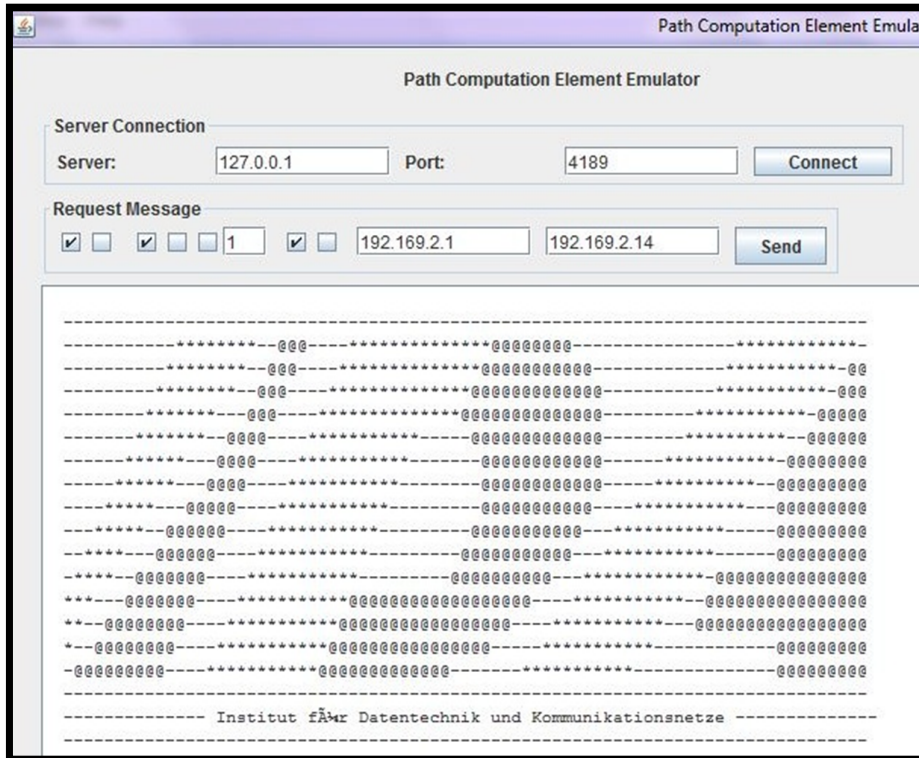 Path Computation Element Emula
Path Computation Element Emulator
Server Connection
Server: 127.0.0.1 Port: 4189 Connect
Request Message
1 192.169.2.1 192.169.2.14 Send
-------------------------------------------------------------------------------
-----------********--@@@----**************@@@@@@@@----------------************-
----------********--@@@----**************@@@@@@@@@@@-------------***********-@@
---------********--@@@----**************@@@@@@@@@@@@@-----------***********-@@@
--------*******---@@@----**************@@@@@@@@@@@@@@---------***********-@@@@@
-------*******--@@@@----***********-----@@@@@@@@@@@@@--------**********--@@@@@@
------******---@@@@----***********-------@@@@@@@@@@@@-------**********-@@@@@@@@
-----******---@@@@----***********--------@@@@@@@@@@@@-----**********--@@@@@@@@@
----*****---@@@@@----***********---------@@@@@@@@@@@----***********---@@@@@@@@@
---*****--@@@@@@----***********---------@@@@@@@@@@@---***********-----@@@@@@@@@
--****---@@@@@@----***********---------@@@@@@@@@@@---***********------@@@@@@@@@
-****--@@@@@@@----***********---------@@@@@@@@@@---************-@@@@@@@@@@@@@@@
***---@@@@@@@----***********@@@@@@@@@@@@@@@@@@----***********--@@@@@@@@@@@@@@@@
**--@@@@@@@@----***********@@@@@@@@@@@@@@@@@----***********---@@@@@@@@@@@@@@@@@
*--@@@@@@@@----***********@@@@@@@@@@@@@@@@-----***********------------@@@@@@@@@
-@@@@@@@@@----***********@@@@@@@@@@@@@-------***********--------------@@@@@@@@@
-------------------------------------------------------------------------------
-------------- Institut fÃ¼r Datentechnik und Kommunikationsnetze --------------
-------------------------------------------------------------------------------